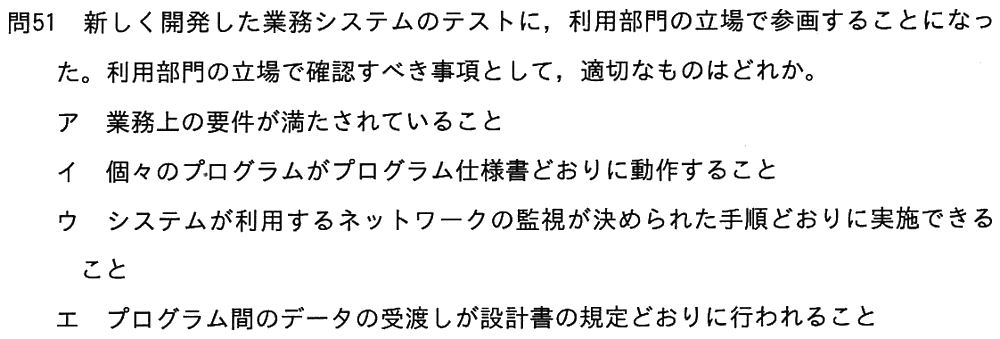 問51 新しく開発した業務システムのテストに，利用部門の立場で参画することになっ
た。利用部門の立場で確認すべき事項として，適切なものはどれか。
ア 業務上の要件が満たされていること
イ 個々のプログラムがプログラム仕様書どおりに動作すること
ウ システムが利用するネットワークの監視が決められた手順どおりに実施できる
こと
エ プログラム間のデータの受渡しが設計書の規定どおりに行われること